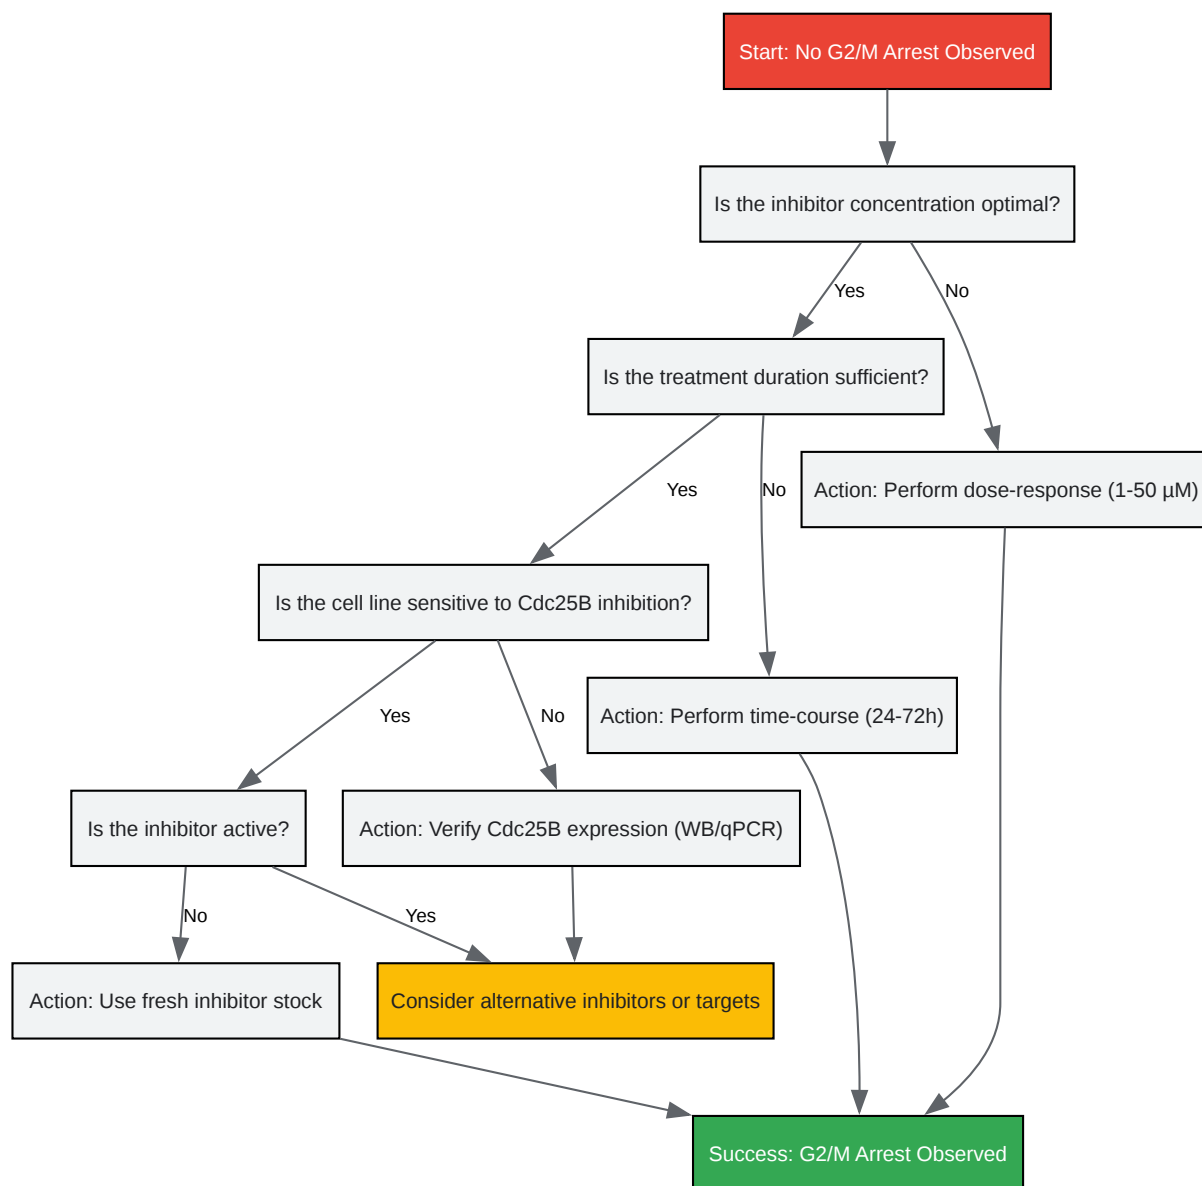 Start: No G2/M Arrest Observed
Is the inhibitor concentration optimal?
Yes
No
Is the treatment duration sufficient?
Action: Perform dose-response (1-50 µM)
Yes
No
Is the cell line sensitive to Cdc25B inhibition?
Action: Perform time-course (24-72h)
Yes
No
Is the inhibitor active?
Action: Verify Cdc25B expression (WB/qPCR)
No
Yes
Action: Use fresh inhibitor stock
Consider alternative inhibitors or targets
Success: G2/M Arrest Observed